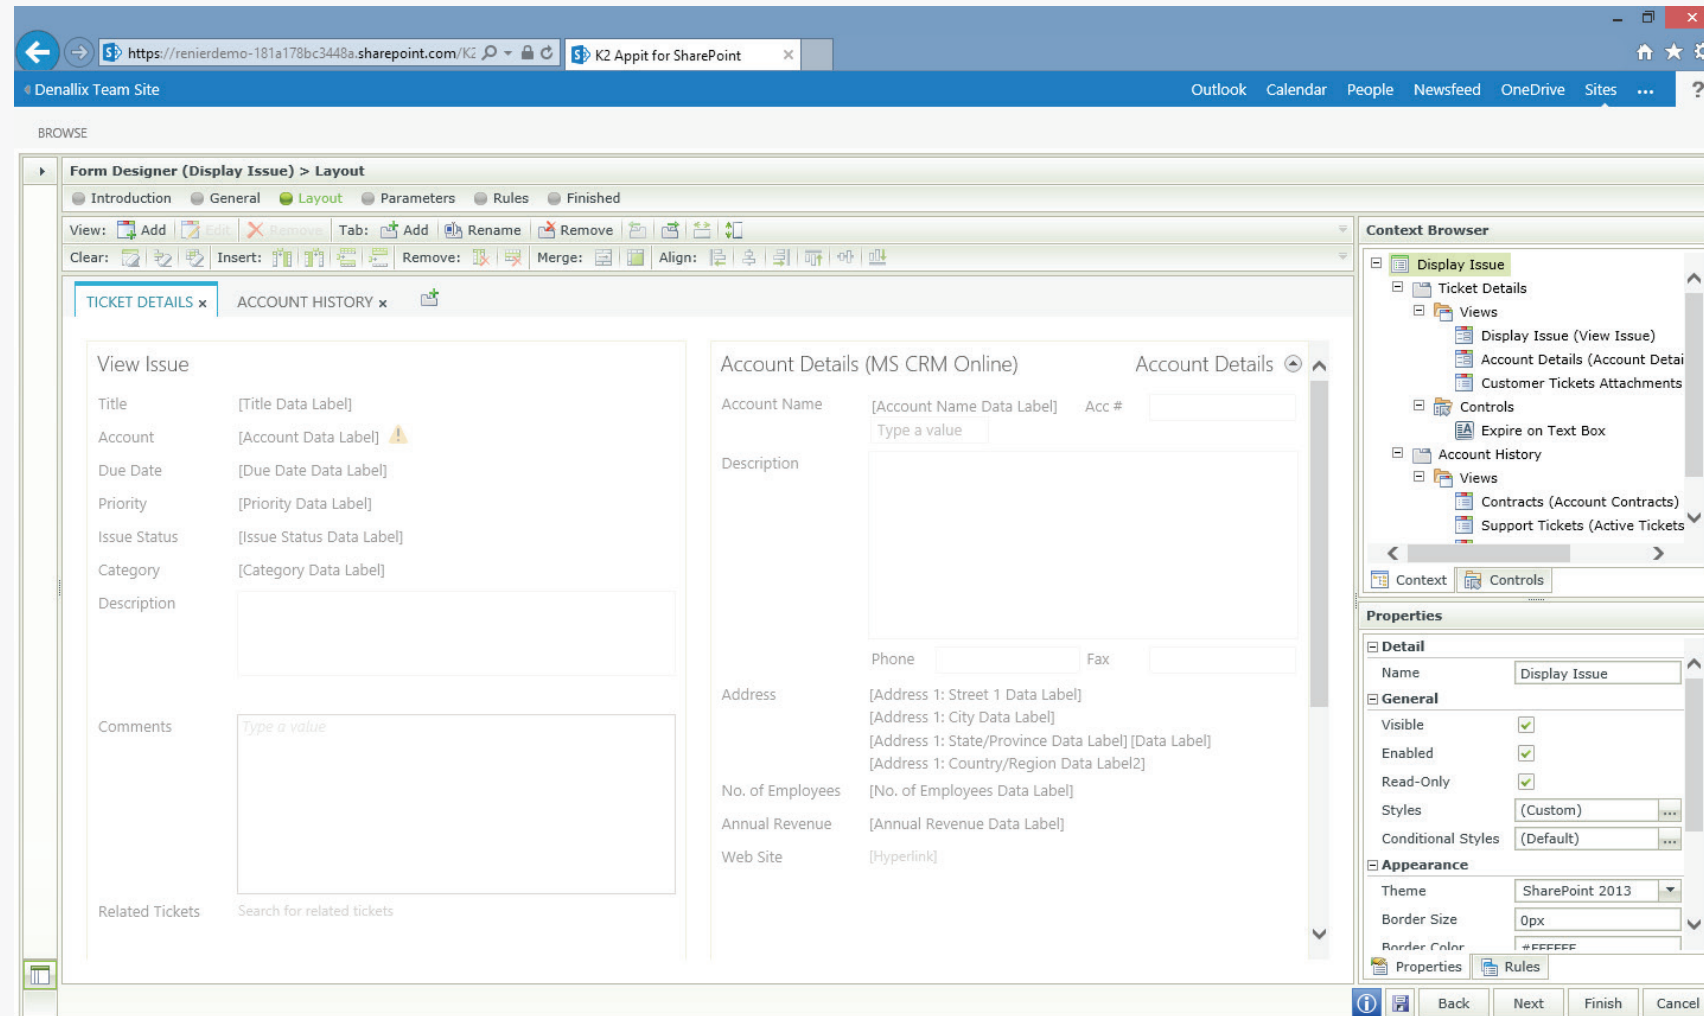 https://renierdemo-181a178bc3448a.sharepoint.com/K2
K2 Appit for SharePoint
Denallix Team Site
Outlook Calendar People Newsfeed OneDrive Sites ... ?
BROWSE
Form Designer (Display Issue) > Layout
Introduction General Layout Parameters Rules Finished
View: Add Edit Remove Tab: Add Rename Remove
Clear: Insert: Remove: Merge: Align:
TICKET DETAILS x ACCOUNT HISTORY x
View Issue
Title [Title Data Label]
Account [Account Data Label]
Due Date [Due Date Data Label]
Priority [Priority Data Label]
Issue Status [Issue Status Data Label]
Category [Category Data Label]
Description
Comments Type a value
Related Tickets Search for related tickets
Account Details (MS CRM Online) Account Details
Account Name [Account Name Data Label] Acc #
Type a value
Description
Phone Fax
Address [Address 1: Street 1 Data Label]
[Address 1: City Data Label]
[Address 1: State/Province Data Label] [Data Label]
[Address 1: Country/Region Data Label2]
No. of Employees [No. of Employees Data Label]
Annual Revenue [Annual Revenue Data Label]
Web Site [Hyperlink]
Context Browser
Display Issue
Ticket Details
Views
Display Issue (View Issue)
Account Details (Account Detai
Customer Tickets Attachments
Controls
Expire on Text Box
Account History
Views
Contracts (Account Contracts)
Support Tickets (Active Tickets
Context Controls
Properties
Detail
Name Display Issue
General
Visible
Enabled
Read-Only
Styles (Custom) ...
Conditional Styles (Default) ...
Appearance
Theme SharePoint 2013
Border Size 0px
Border Color #FFFFFF
Properties Rules
Back Next Finish Cancel